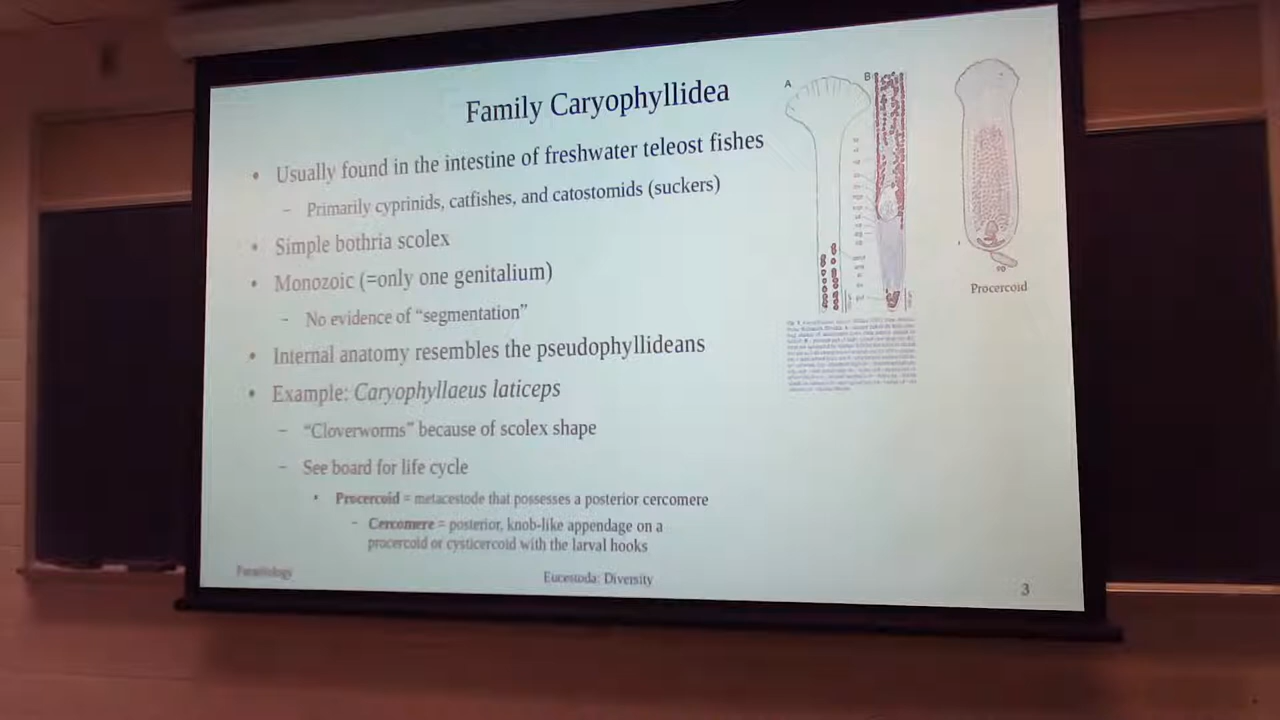 Family Caryophyllidea
• Usually found in the intestine of freshwater teleost fishes
– Primarily cyprinids, catfishes, and catostomids (suckers)
• Simple bothria scolex
• Monozoic (=only one genitalium)
– No evidence of “segmentation”
• Internal anatomy resembles the pseudophyllideans
• Example: Caryophyllaeus laticeps
– “Cloverworms” because of scolex shape
– See board for life cycle
• Procercoid = metacestode that possesses a posterior cercomere
– Cercomere = posterior, knob-like appendage on a
procercoid or cysticercoid with the larval hooks
A
B
Procercoid
Parasitology
Eucestoda: Diversity
3